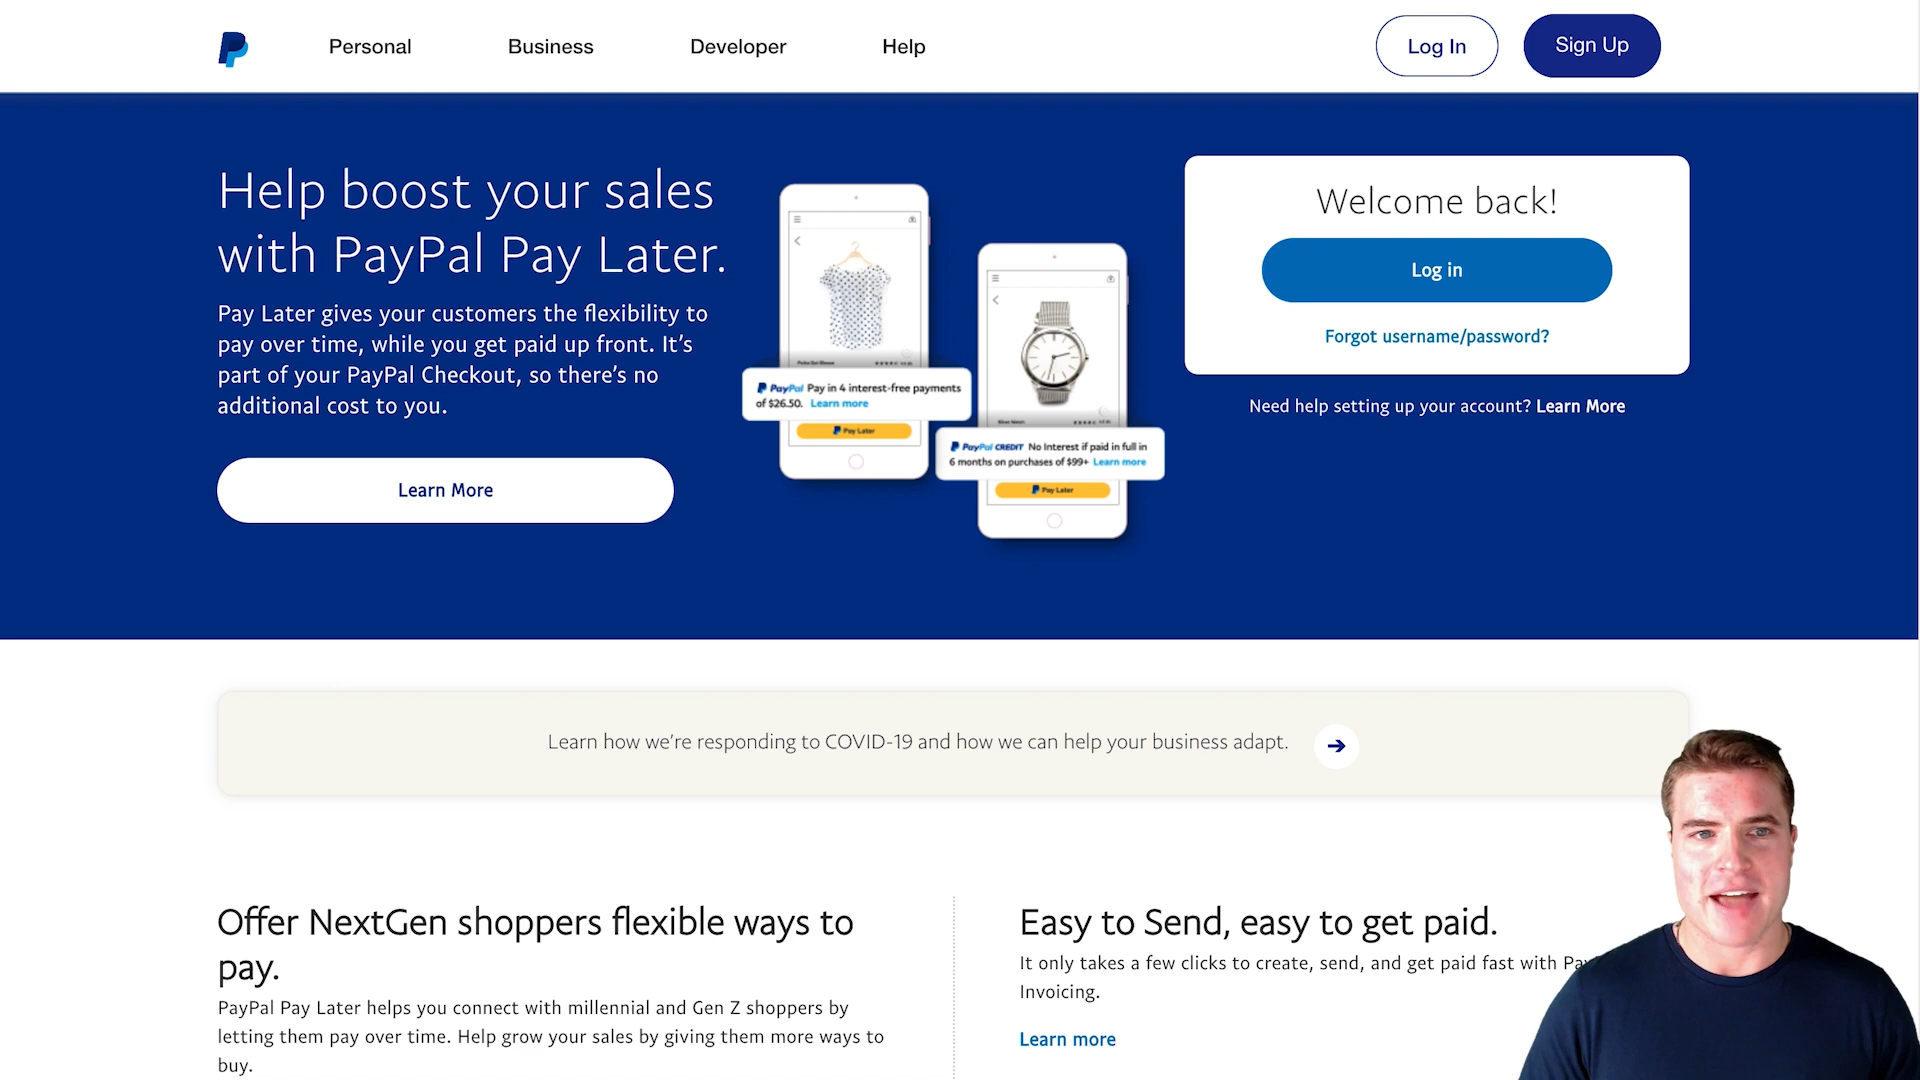 Personal
Business
Developer
Help
Log In
Sign Up
Help boost your sales
with PayPal Pay Later.
Pay Later gives your customers the flexibility to
pay over time, while you get paid up front. It's
part of your PayPal Checkout, so there's no
additional cost to you.
Learn More
PayPal Pay in 4 interest-free payments
of $26.50. Learn more
Pay Later
PayPal CREDIT No Interest if paid in full in
6 months on purchases of $99+ Learn more
Pay Later
Welcome back!
Log in
Forgot username/password?
Need help setting up your account? Learn More
Learn how we're responding to COVID-19 and how we can help your business adapt.
Offer NextGen shoppers flexible ways to
pay.
PayPal Pay Later helps you connect with millennial and Gen Z shoppers by
letting them pay over time. Help grow your sales by giving them more ways to
buy.
Easy to Send, easy to get paid.
It only takes a few clicks to create, send, and get paid fast with
Invoicing.
Learn more